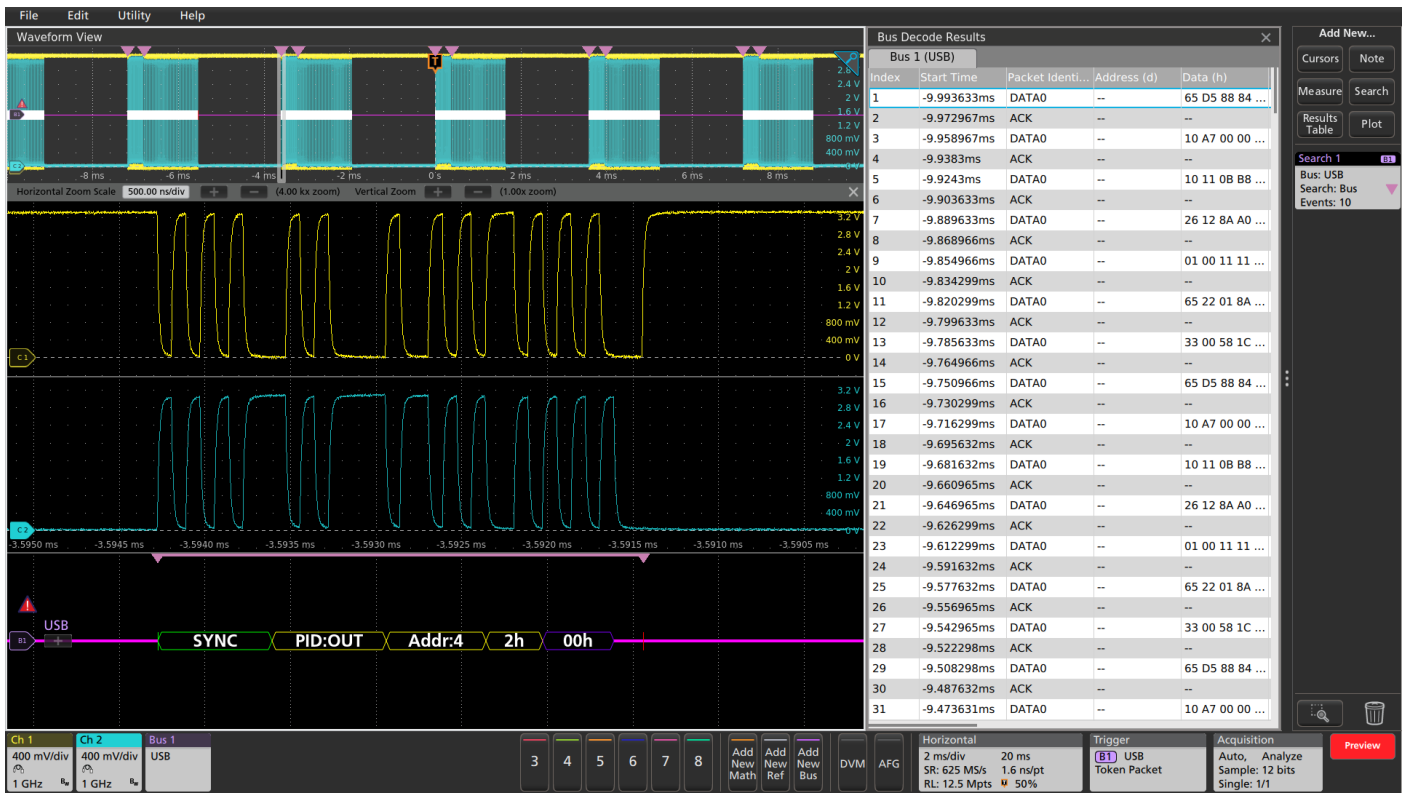 File Edit Utility Help
Waveform View
T
2.4 V
2 V
1.6 V
1.2 V
800 mV
400 mV
B1
C2
-8 ms -6 ms -4 ms -2 ms 0 s 2 ms 4 ms 6 ms 8 ms
Horizontal Zoom Scale 500.00 ns/div + − (4.00 kx zoom) Vertical Zoom + − (1.00x zoom)
3.2 V
2.8 V
2.4 V
2 V
1.6 V
1.2 V
800 mV
400 mV
C1 0 V
3.2 V
2.8 V
2.4 V
2 V
1.6 V
1.2 V
800 mV
400 mV
C2 0 V
-3.5950 ms -3.5945 ms -3.5940 ms -3.5935 ms -3.5930 ms -3.5925 ms -3.5920 ms -3.5915 ms -3.5910 ms -3.5905 ms
USB
B1 + SYNC PID:OUT Addr:4 2h 00h
Bus Decode Results
Bus 1 (USB)
Index Start Time Packet Identi... Address (d) Data (h)
1 -9.993633ms DATA0 -- 65 D5 88 84 ...
2 -9.972967ms ACK -- --
3 -9.958967ms DATA0 -- 10 A7 00 00 ...
4 -9.9383ms ACK -- --
5 -9.9243ms DATA0 -- 10 11 0B B8 ...
6 -9.903633ms ACK -- --
7 -9.889633ms DATA0 -- 26 12 8A A0 ...
8 -9.868966ms ACK -- --
9 -9.854966ms DATA0 -- 01 00 11 11 ...
10 -9.834299ms ACK -- --
11 -9.820299ms DATA0 -- 65 22 01 8A ...
12 -9.799633ms ACK -- --
13 -9.785633ms DATA0 -- 33 00 58 1C ...
14 -9.764966ms ACK -- --
15 -9.750966ms DATA0 -- 65 D5 88 84 ...
16 -9.730299ms ACK -- --
17 -9.716299ms DATA0 -- 10 A7 00 00 ...
18 -9.695632ms ACK -- --
19 -9.681632ms DATA0 -- 10 11 0B B8 ...
20 -9.660965ms ACK -- --
21 -9.646965ms DATA0 -- 26 12 8A A0 ...
22 -9.626299ms ACK -- --
23 -9.612299ms DATA0 -- 01 00 11 11 ...
24 -9.591632ms ACK -- --
25 -9.577632ms DATA0 -- 65 22 01 8A ...
26 -9.556965ms ACK -- --
27 -9.542965ms DATA0 -- 33 00 58 1C ...
28 -9.522298ms ACK -- --
29 -9.508298ms DATA0 -- 65 D5 88 84 ...
30 -9.487632ms ACK -- --
31 -9.473631ms DATA0 -- 10 A7 00 00 ...
Add New...
Cursors Note
Measure Search
Results Table Plot
Search 1 B1
Bus: USB
Search: Bus
Events: 10
Ch 1
400 mV/div
1 GHz Bw
Ch 2
400 mV/div
1 GHz Bw
Bus 1
USB
3 4 5 6 7 8
Add New Math
Add New Ref
Add New Bus
DVM AFG
Horizontal
2 ms/div 20 ms
SR: 625 MS/s 1.6 ns/pt
RL: 12.5 Mpts 50%
Trigger
B1 USB
Token Packet
Acquisition
Auto, Analyze
Sample: 12 bits
Single: 1/1
Preview